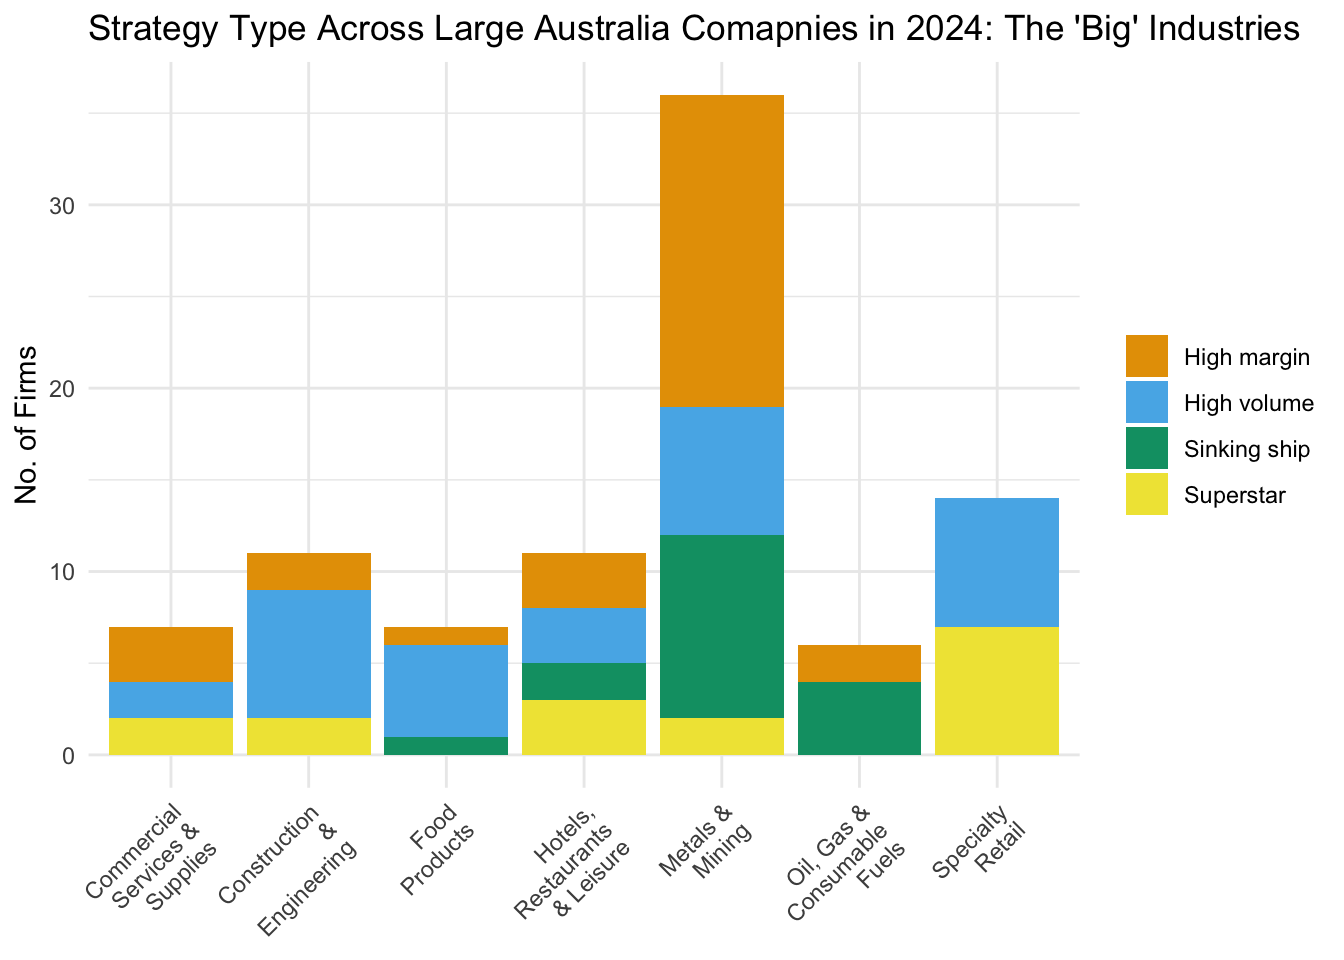 Strategy Type Across Large Australia Comapnies in 2024: The 'Big' Industries
No. of Firms
30
20
10
0
Commercial
Services &
Supplies
Construction
&
Engineering
Food
Products
Hotels,
Restaurants
& Leisure
Metals &
Mining
Oil, Gas &
Consumable
Fuels
Specialty
Retail
High margin
High volume
Sinking ship
Superstar